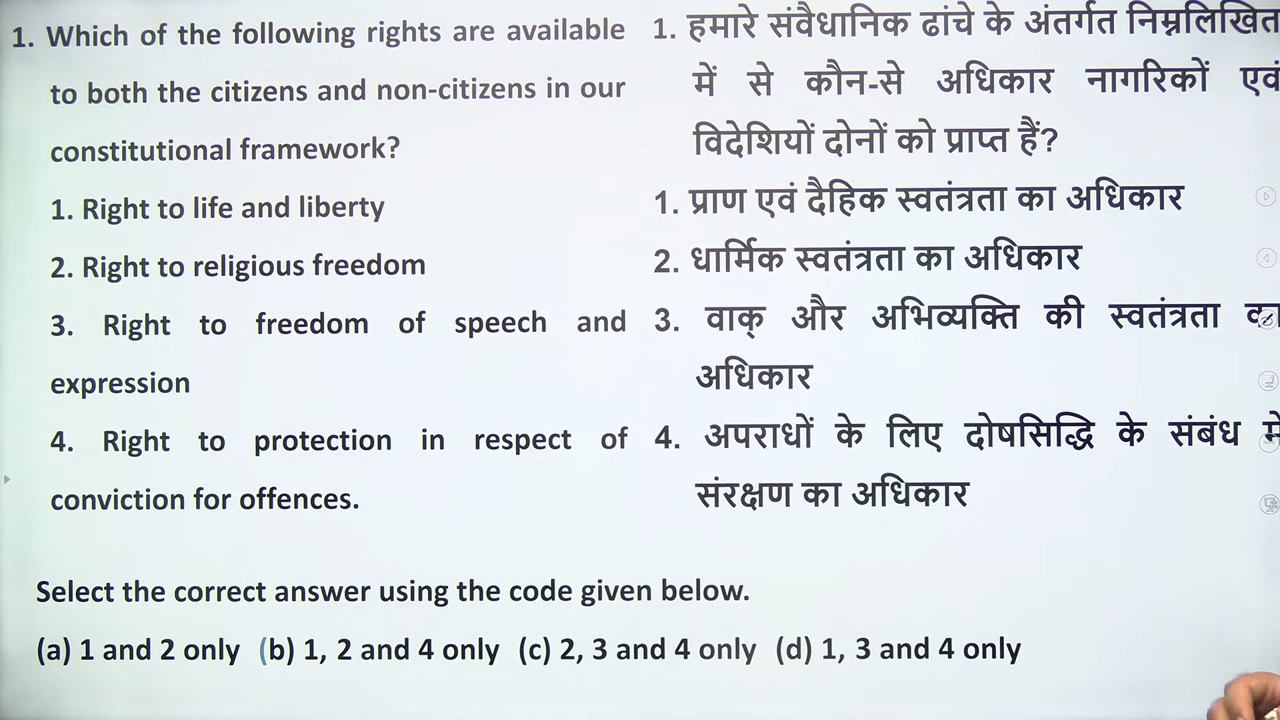 1. Which of the following rights are available
to both the citizens and non-citizens in our
constitutional framework?
1. Right to life and liberty
2. Right to religious freedom
3. Right to freedom of speech and
expression
4. Right to protection in respect of
conviction for offences.
1. हमारे संवैधानिक ढांचे के अंतर्गत निम्नलिखित
में से कौन-से अधिकार नागरिकों एवं
विदेशियों दोनों को प्राप्त हैं?
1. प्राण एवं दैहिक स्वतंत्रता का अधिकार
2. धार्मिक स्वतंत्रता का अधिकार
3. वाक् और अभिव्यक्ति की स्वतंत्रता का
अधिकार
4. अपराधों के लिए दोषसिद्धि के संबंध में
संरक्षण का अधिकार
Select the correct answer using the code given below.
(a) 1 and 2 only (b) 1, 2 and 4 only (c) 2, 3 and 4 only (d) 1, 3 and 4 only